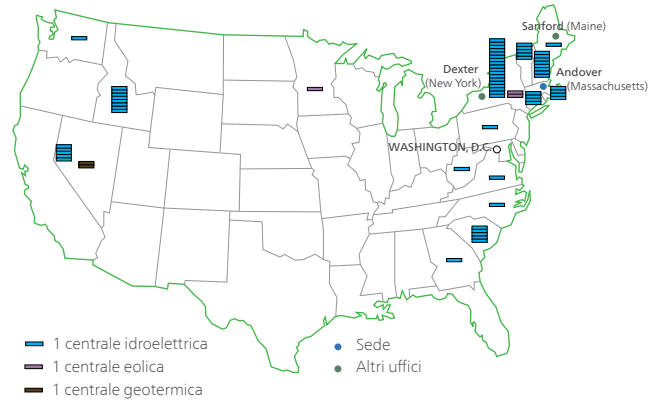 Sanford (Maine)
Dexter
(New York)
Andover
(Massachusetts)
WASHINGTON, D.C.
1 centrale idroelettrica
1 centrale eolica
1 centrale geotermica
Sede
Altri uffici